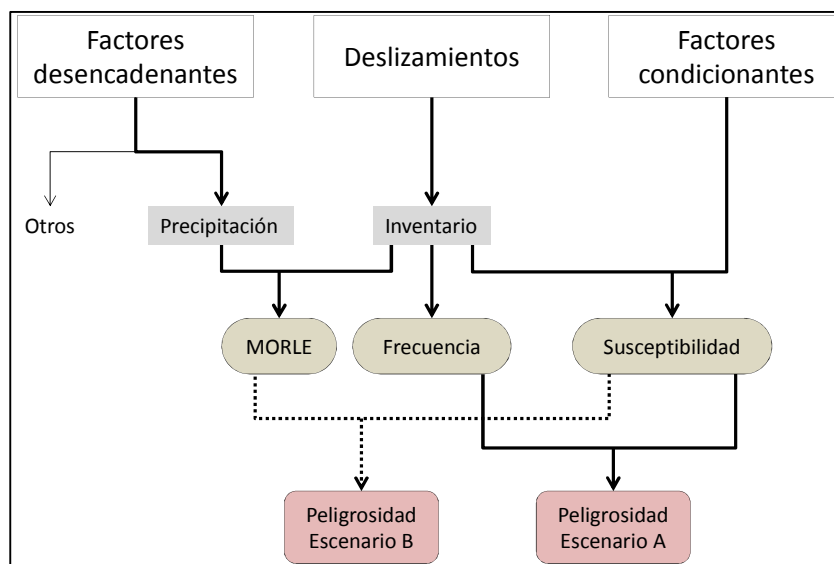 Factores
desencadenantes
Deslizamientos
Factores
condicionantes
Otros
Precipitación
Inventario
MORLE
Frecuencia
Susceptibilidad
Peligrosidad
Escenario B
Peligrosidad
Escenario A